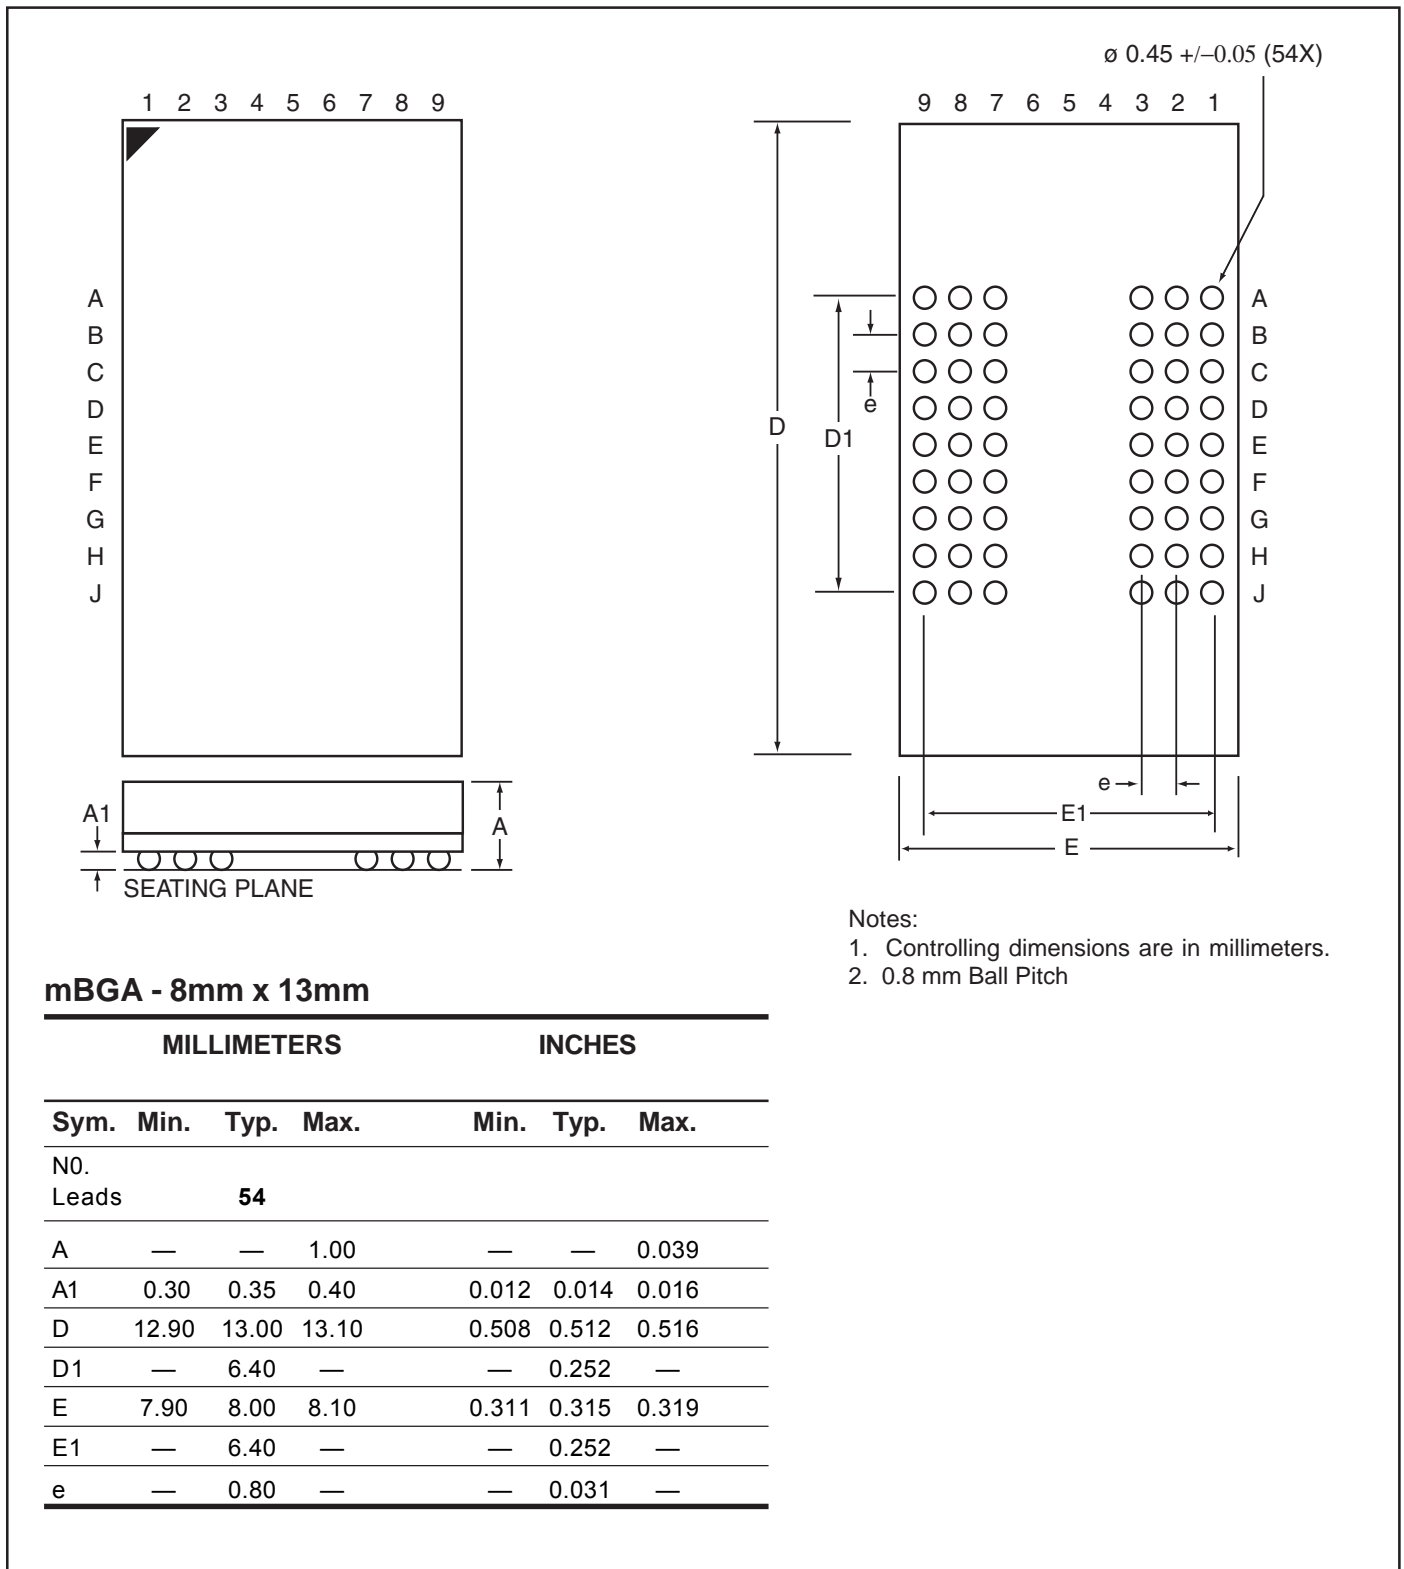 ø 0.45 +/−0.05 (54X)
1 2 3 4 5 6 7 8 9
9 8 7 6 5 4 3 2 1
A
B
C
D
E
F
G
H
J
A
B
C
D
E
F
G
H
J
e
D
D1
e
E1
E
A1
A
SEATING PLANE
Notes:
1. Controlling dimensions are in millimeters.
2. 0.8 mm Ball Pitch
mBGA - 8mm x 13mm
MILLIMETERS INCHES
Sym. Min. Typ. Max. Min. Typ. Max.
N0.
Leads 54
A — — 1.00 — — 0.039
A1 0.30 0.35 0.40 0.012 0.014 0.016
D 12.90 13.00 13.10 0.508 0.512 0.516
D1 — 6.40 — — 0.252 —
E 7.90 8.00 8.10 0.311 0.315 0.319
E1 — 6.40 — — 0.252 —
e — 0.80 — — 0.031 —